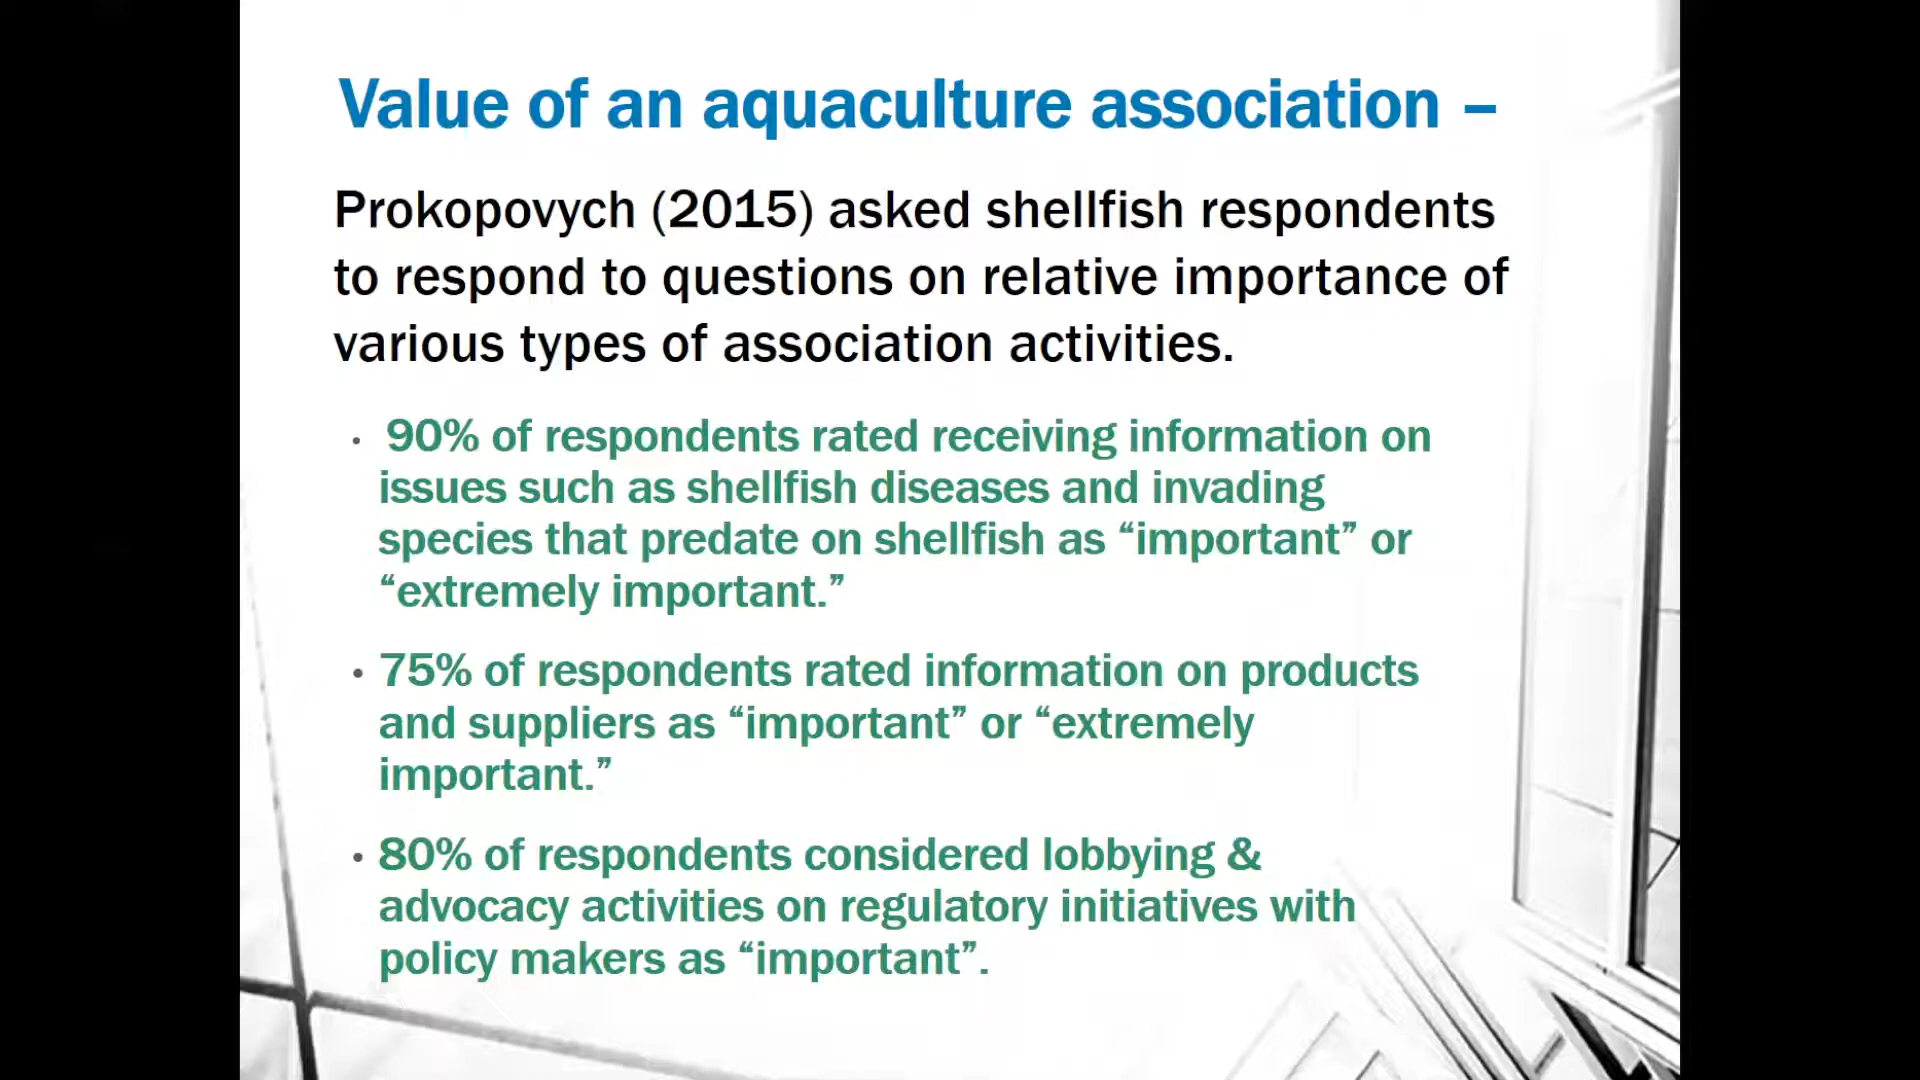 Value of an aquaculture association –
Prokopovych (2015) asked shellfish respondents
to respond to questions on relative importance of
various types of association activities.
• 90% of respondents rated receiving information on
issues such as shellfish diseases and invading
species that predate on shellfish as “important” or
“extremely important.”
• 75% of respondents rated information on products
and suppliers as “important” or “extremely
important.”
• 80% of respondents considered lobbying &
advocacy activities on regulatory initiatives with
policy makers as “important”.